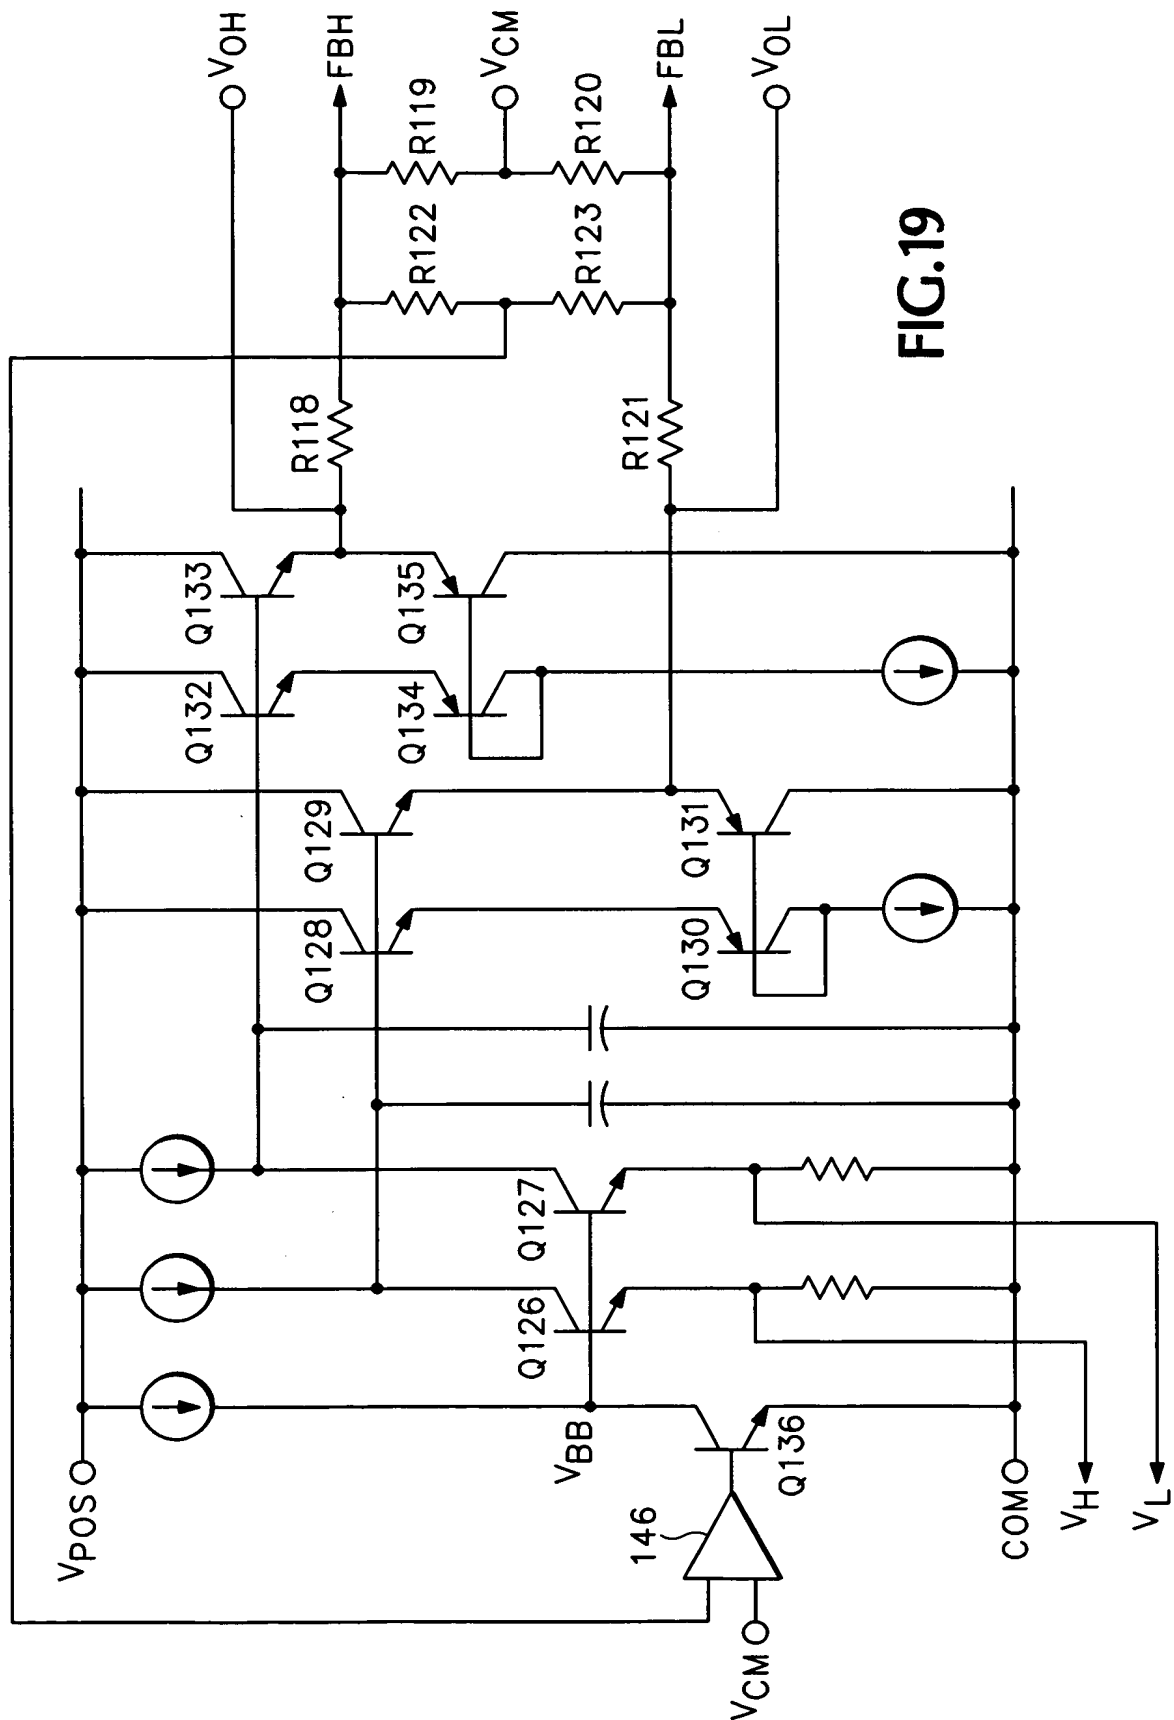 VPOS
VBB
146
VCM
Q136
COM
VH
VL
Q126
Q127
Q128
Q129
Q130
Q131
Q132
Q133
Q134
Q135
R118
R121
R122
R123
R119
R120
VOH
FBH
VCM
FBL
VOL
FIG.19